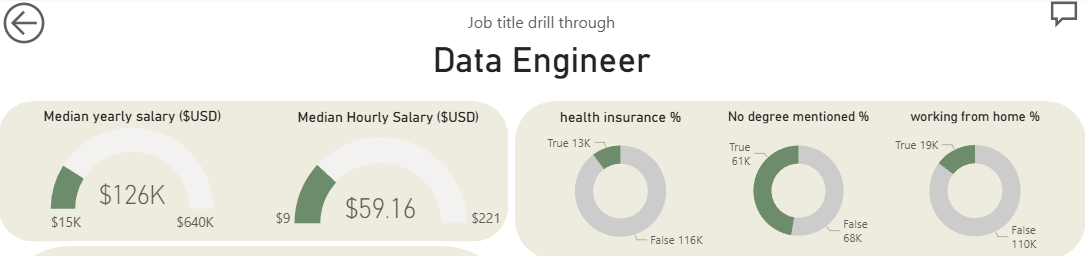 Job title drill through
Data Engineer
Median yearly salary ($USD)
$126K
$15K
$640K
Median Hourly Salary ($USD)
$59.16
$9
$221
health insurance %
True 13K
False 116K
No degree mentioned %
True
61K
False
68K
working from home %
True 19K
False
110K